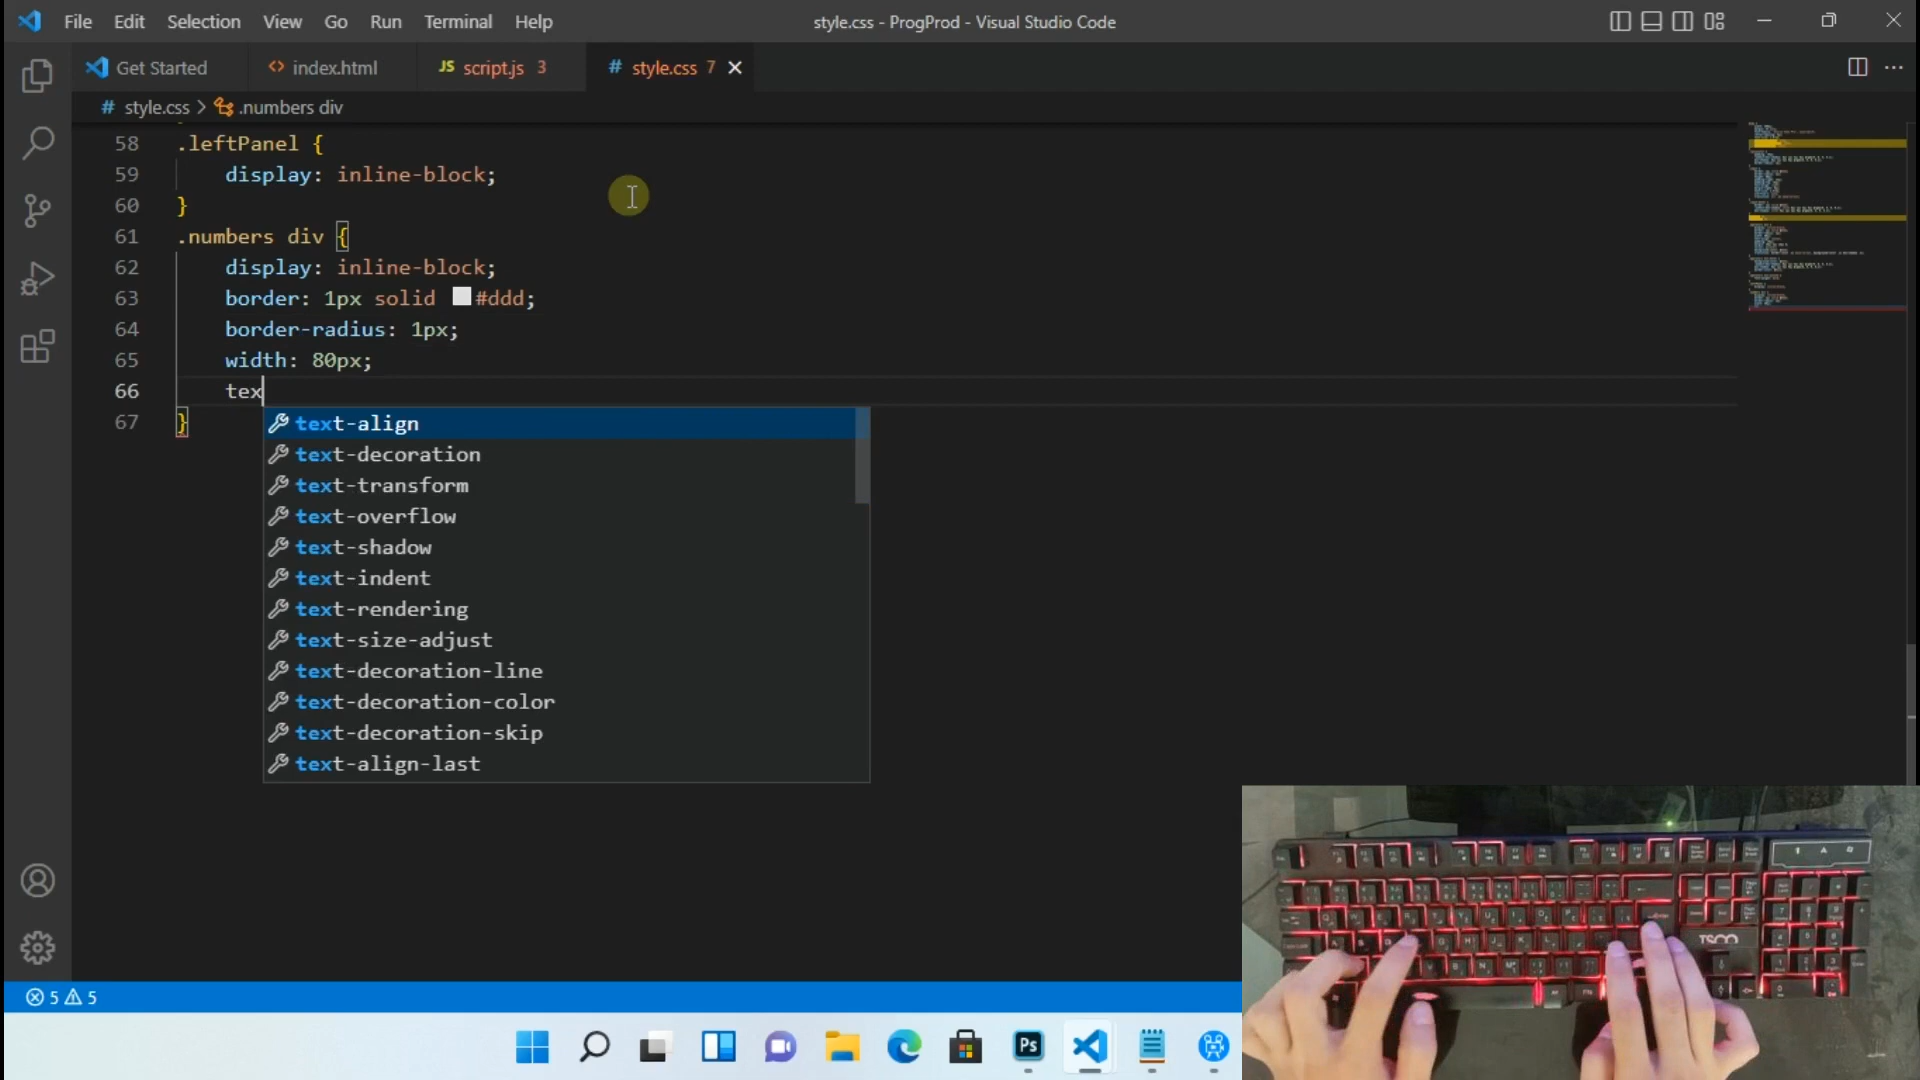 File Edit Selection View Go Run Terminal Help
style.css - ProgProd - Visual Studio Code
Get Started
<> index.html
JS script.js 3
# style.css 7
# style.css > .numbers div
58 .leftPanel {
59 display: inline-block;
60 }
61 .numbers div {
62 display: inline-block;
63 border: 1px solid #ddd;
64 border-radius: 1px;
65 width: 80px;
66 tex
67 }
text-align
text-decoration
text-transform
text-overflow
text-shadow
text-indent
text-rendering
text-size-adjust
text-decoration-line
text-decoration-color
text-decoration-skip
text-align-last
5 5
Ps
TSCO